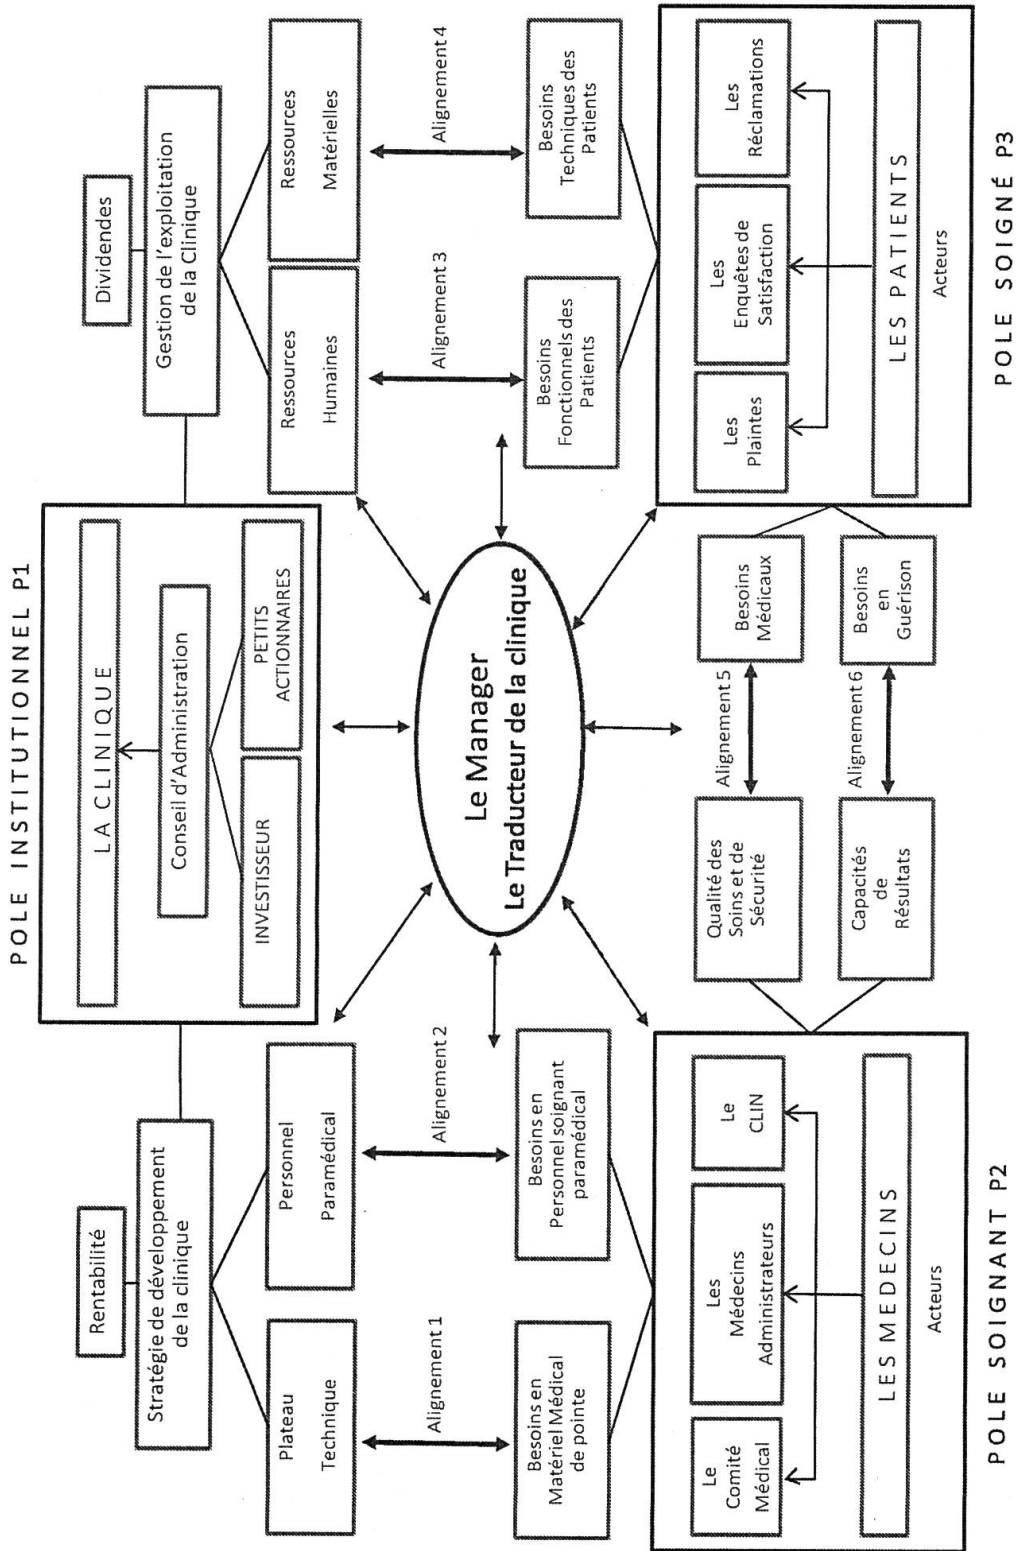 POLE INSTITUTIONNEL P1
Rentabilité
Stratégie de développement
de la clinique
LA CLINIQUE
Conseil d'Administration
INVESTISSEUR
PETITS
ACTIONNAIRES
Dividendes
Gestion de l'exploitation
de la Clinique
Plateau
Technique
Personnel
Paramédical
Ressources
Humaines
Ressources
Matérielles
Alignement 1
Alignement 2
Alignement 3
Alignement 4
Le Manager
Le Traducteur de la clinique
Besoins en
Matériel Médical
de pointe
Besoins en
Personnel soignant
paramédical
Besoins
Fonctionnels des
Patients
Besoins
Techniques des
Patients
Le
Comité
Médical
Les
Médecins
Administrateurs
Le
CLIN
LES MEDECINS
Acteurs
POLE SOIGNANT P2
Qualité des
Soins et de
Sécurité
Alignement 5
Besoins
Médicaux
Capacités
de
Résultats
Alignement 6
Besoins
en
Guérison
Les
Plaintes
Les
Enquêtes de
Satisfaction
Les
Réclamations
LES PATIENTS
Acteurs
POLE SOIGNÉ P3